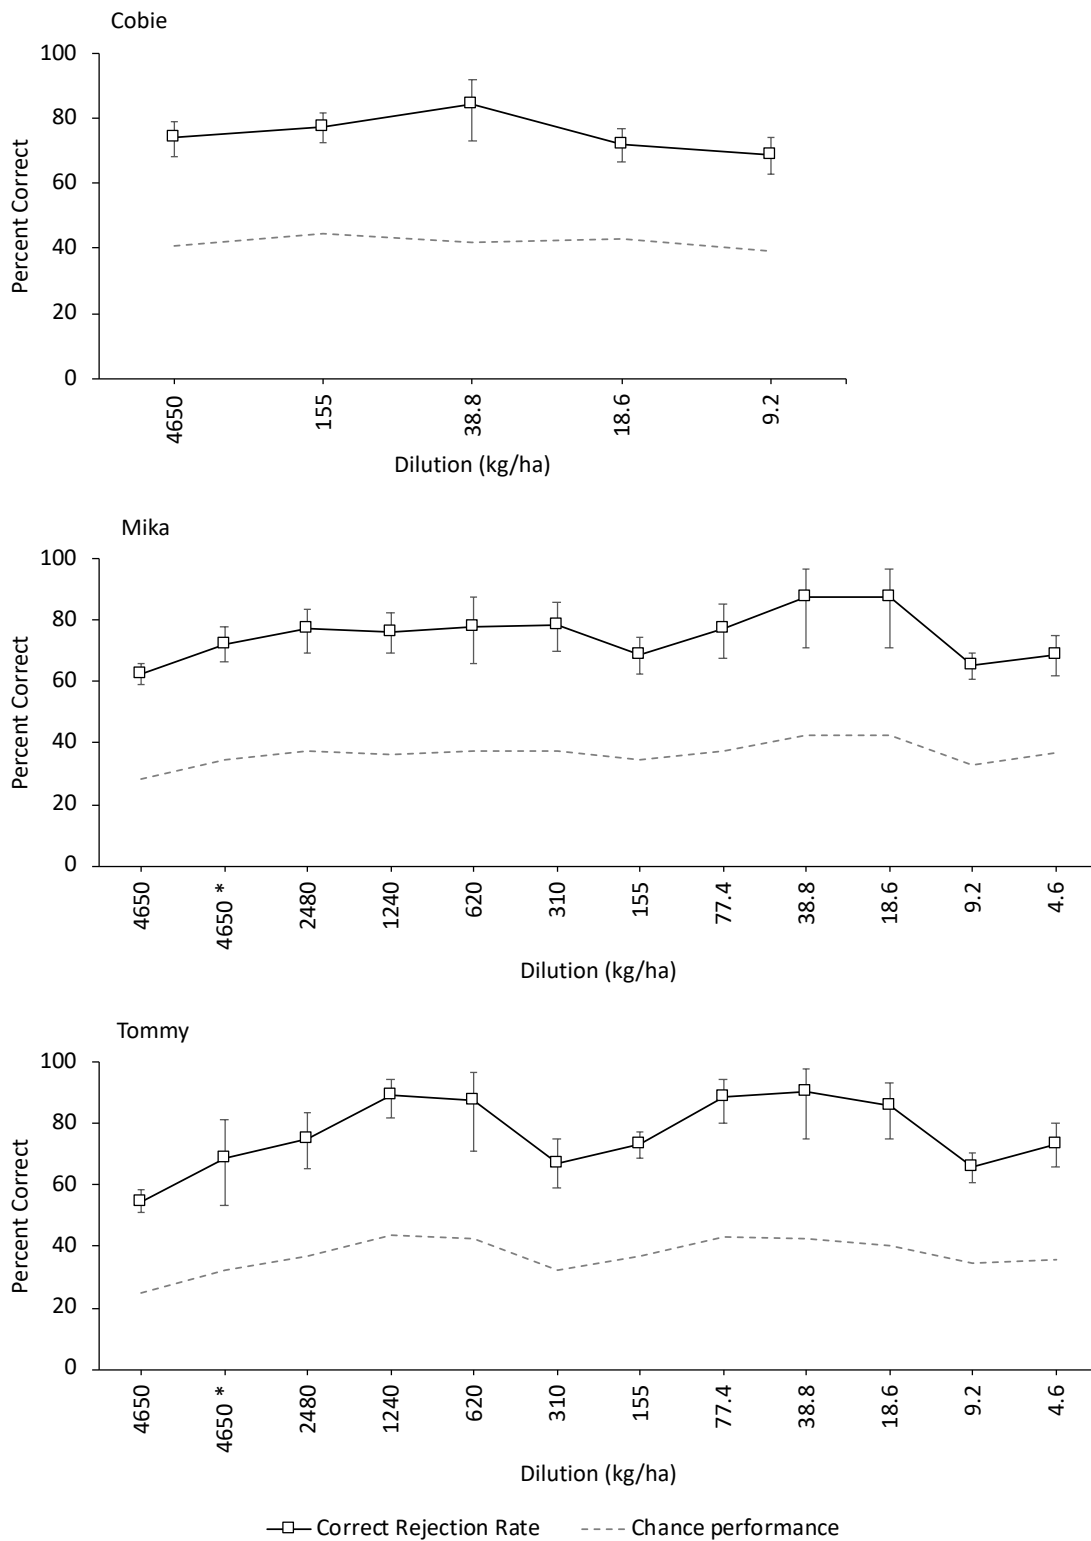 Cobie
100
80
60
40
20
0
Percent Correct
4650 155 38.8 18.6 9.2
Dilution (kg/ha)
Mika
100
80
60
40
20
0
Percent Correct
4650 4650 * 2480 1240 620 310 155 77.4 38.8 18.6 9.2 4.6
Dilution (kg/ha)
Tommy
100
80
60
40
20
0
Percent Correct
4650 4650 * 2480 1240 620 310 155 77.4 38.8 18.6 9.2 4.6
Dilution (kg/ha)
Correct Rejection Rate Chance performance